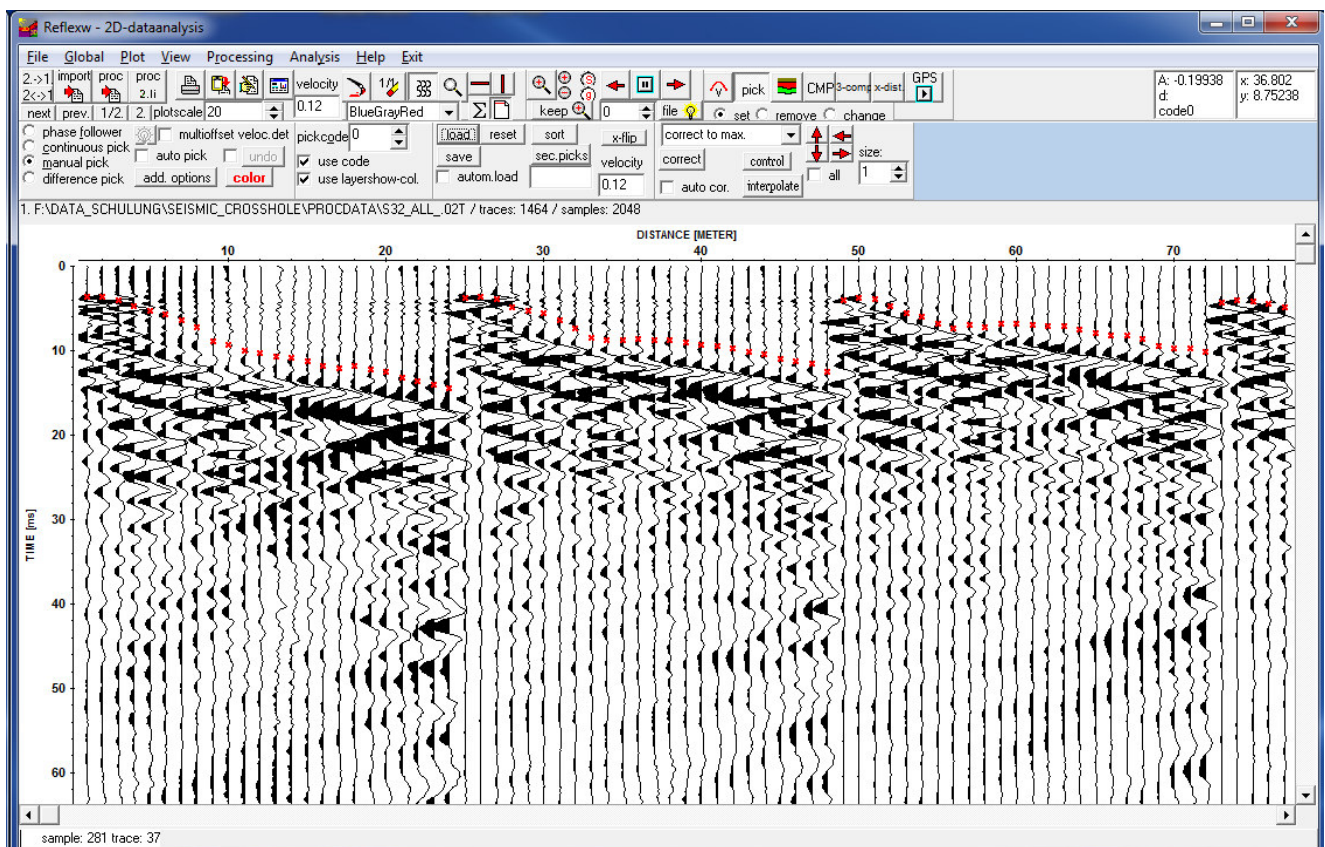 Reflexw - 2D-dataanalysis
File Global Plot View Processing Analysis Help Exit
2.->1. import proc proc velocity GPS A: -0.19938 x: 36.802
2<->1 2.li 1/2 pick CMP 3-comp x-dist. d: y: 8.75238
next prev. 1/2 2. plotscale 20 0.12 BlueGrayRed Σ keep 0 file set remove change code0
phase follower multioffset veloc.det pickcode 0 load reset sort x-flip correct to max.
continuous pick auto pick undo use code save sec.picks velocity correct control size:
manual pick use layershow-col. autom.load 0.12 auto cor. interpolate all 1
difference pick add. options color
1. F:\DATA_SCHULUNG\SEISMIC_CROSSHOLE\PROCDATA\S32_ALL_.02T / traces: 1464 / samples: 2048
DISTANCE [METER]
10 20 30 40 50 60 70
0
10
20
30
40
50
60
TIME [ms]
sample: 281 trace: 37